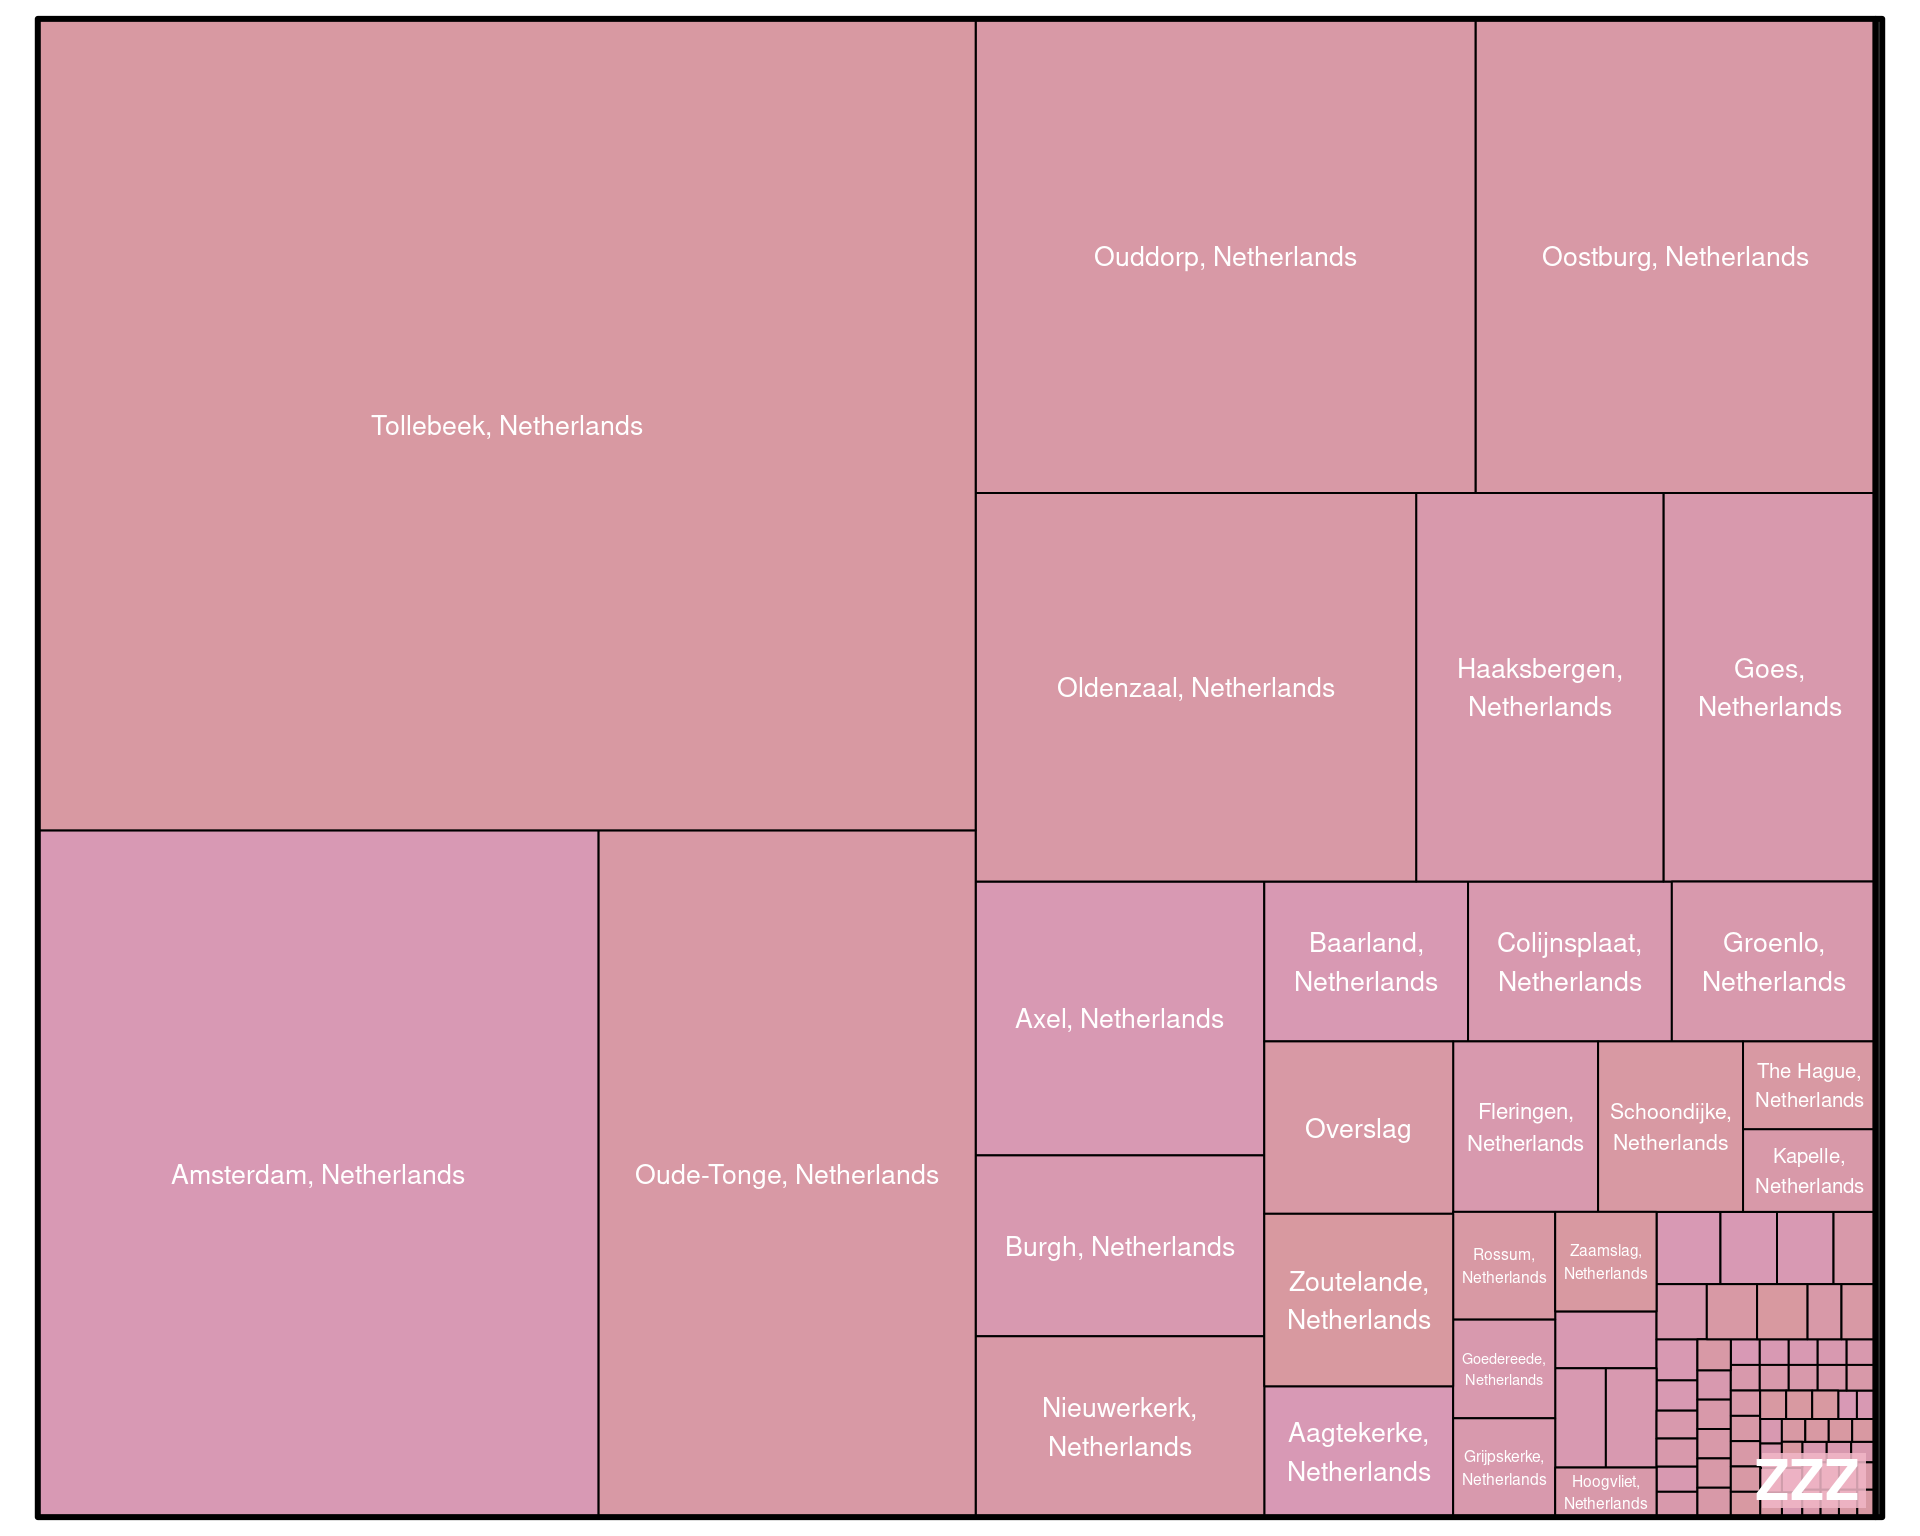 Tollebeek, Netherlands
Ouddorp, Netherlands
Oostburg, Netherlands
Oldenzaal, Netherlands
Haaksbergen,
Netherlands
Goes,
Netherlands
Amsterdam, Netherlands
Oude-Tonge, Netherlands
Axel, Netherlands
Baarland,
Netherlands
Colijnsplaat,
Netherlands
Groenlo,
Netherlands
Overslag
Fleringen,
Netherlands
Schoondijke,
Netherlands
The Hague,
Netherlands
Kapelle,
Netherlands
Burgh, Netherlands
Zoutelande,
Netherlands
Rossum,
Netherlands
Zaamslag,
Netherlands
Goedereede,
Netherlands
Nieuwerkerk,
Netherlands
Aagtekerke,
Netherlands
Grijpskerke,
Netherlands
Hoogvliet,
Netherlands
ZZZ